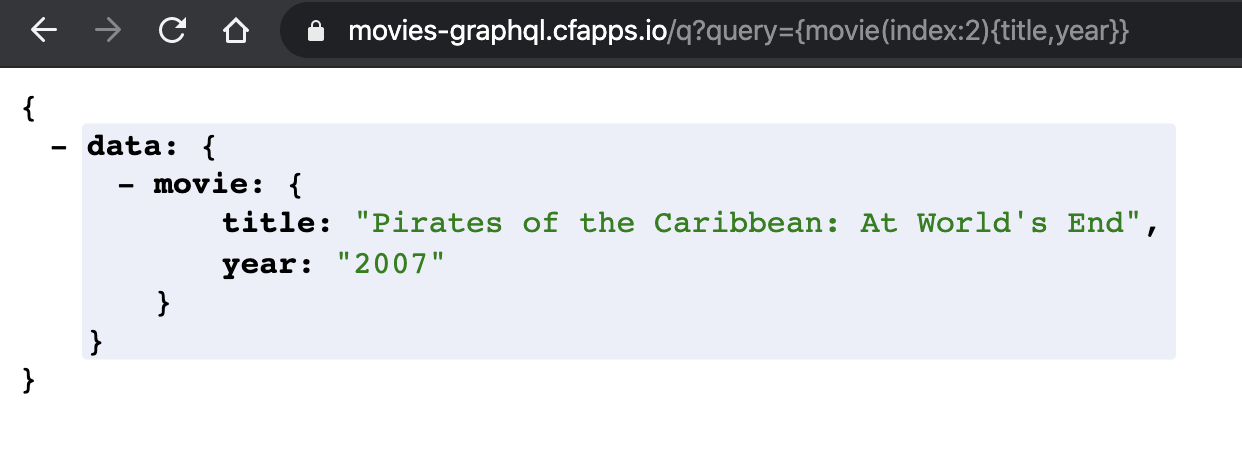 movies-graphql.cfapps.io/q?query={movie(index:2){title,year}}
{
- data: {
- movie: {
title: "Pirates of the Caribbean: At World's End",
year: "2007"
}
}
}